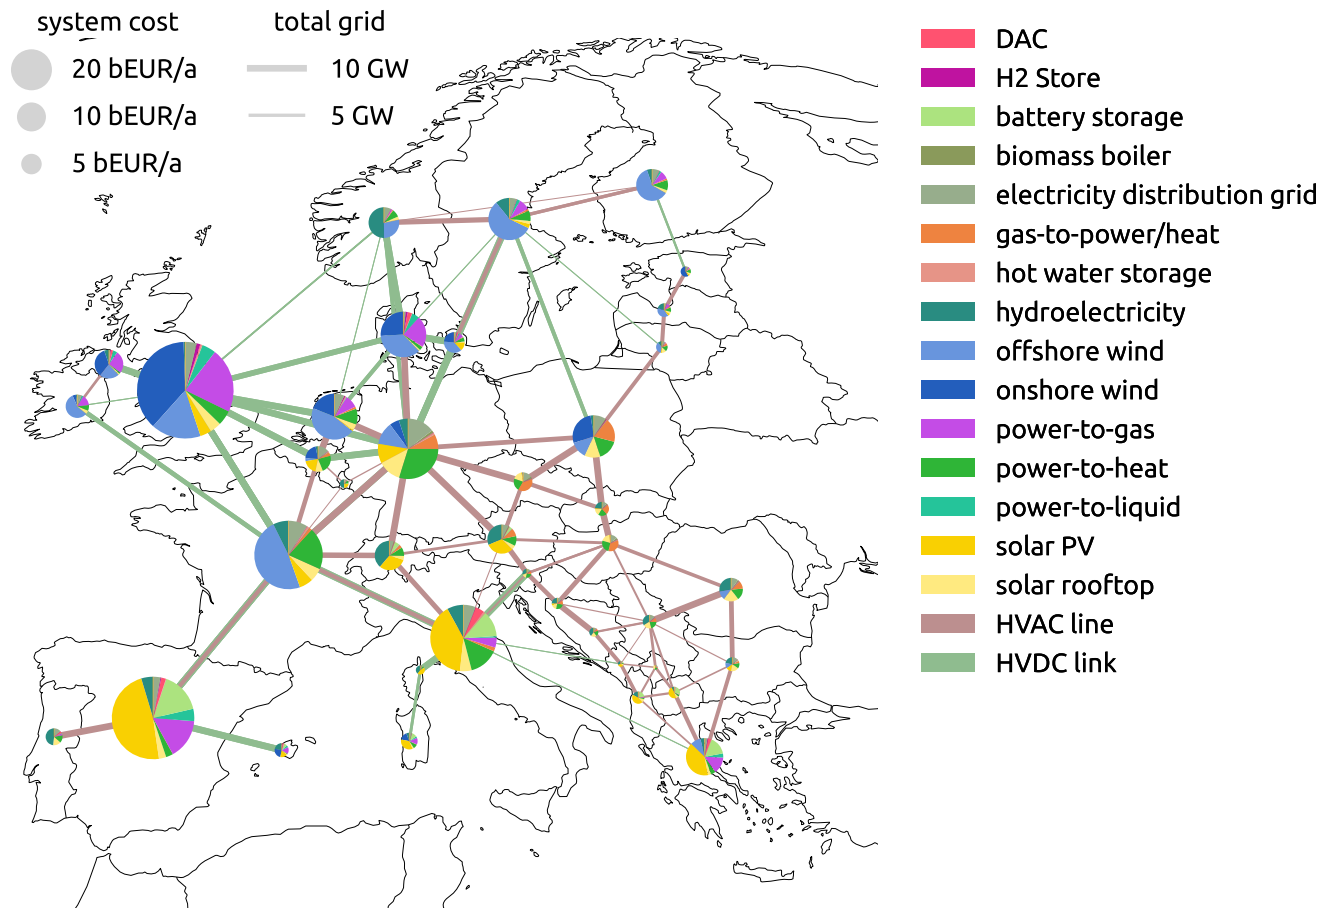 system cost
20 bEUR/a
10 bEUR/a
5 bEUR/a
total grid
10 GW
5 GW
DAC
H2 Store
battery storage
biomass boiler
electricity distribution grid
gas-to-power/heat
hot water storage
hydroelectricity
offshore wind
onshore wind
power-to-gas
power-to-heat
power-to-liquid
solar PV
solar rooftop
HVAC line
HVDC link